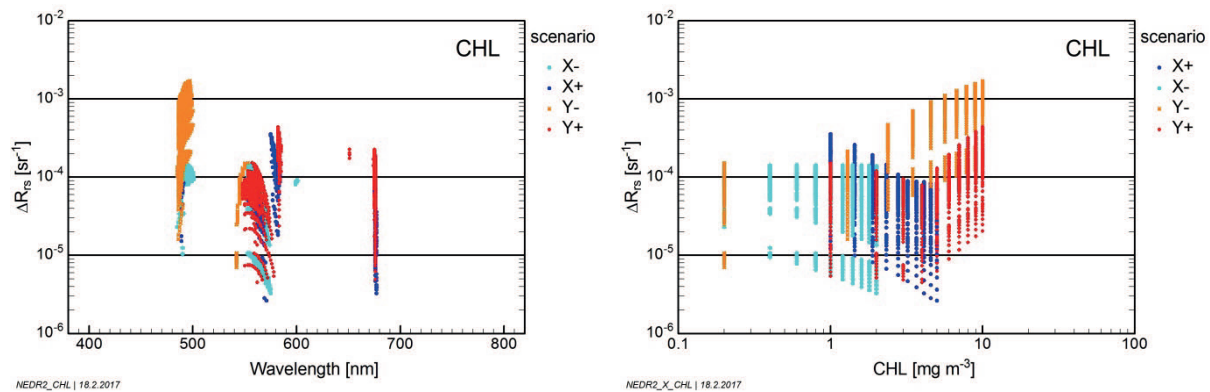 10⁻²
CHL
scenario
X-
X+
Y-
Y+
10⁻³
10⁻⁴
10⁻⁵
10⁻⁶
ΔRrs [sr⁻¹]
400 500 600 700 800
Wavelength [nm]
NEDR2_CHL | 18.2.2017
10⁻²
CHL
scenario
X+
X-
Y-
Y+
10⁻³
10⁻⁴
10⁻⁵
10⁻⁶
ΔRrs [sr⁻¹]
0.1 1 10 100
CHL [mg m⁻³]
NEDR2_X_CHL | 18.2.2017